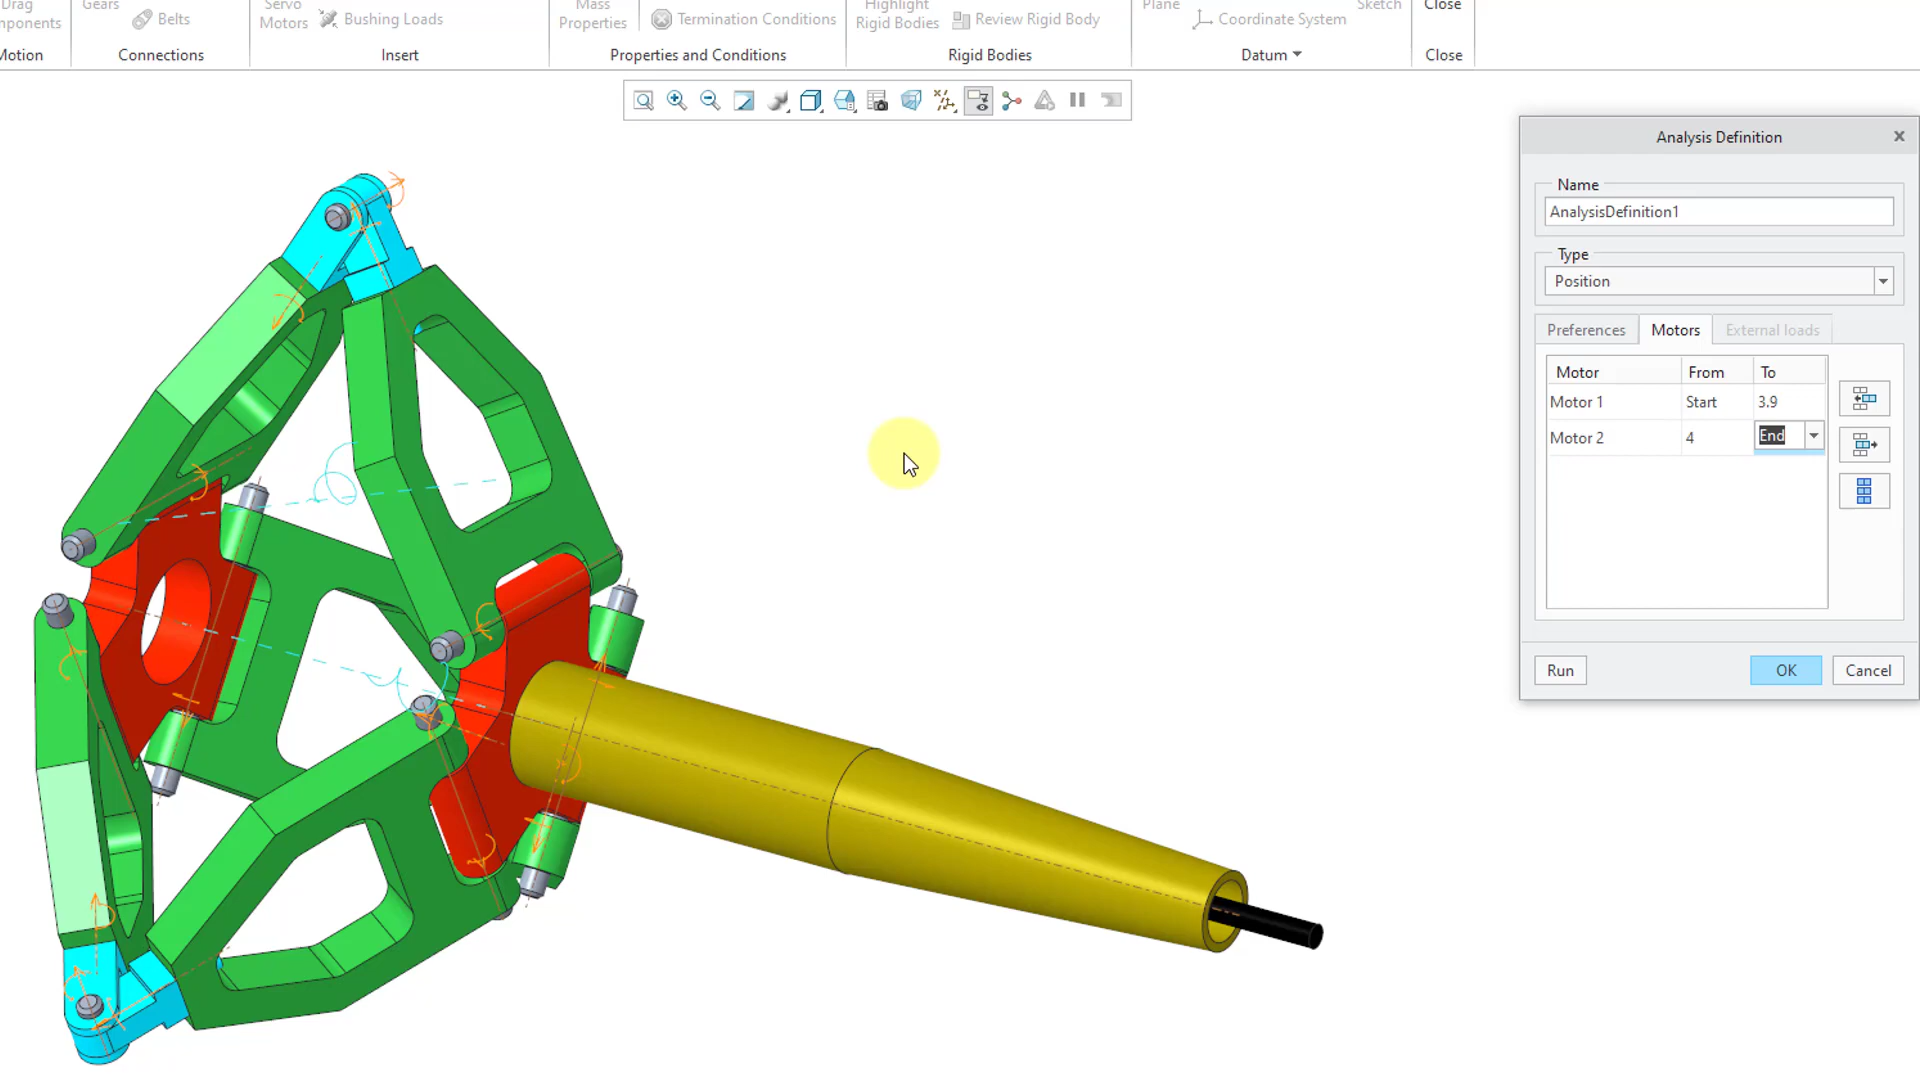 Drag
Gears
Servo
Mass
Highlight
Plane
Sketch
Close
ponents
Belts
Motors
Bushing Loads
Properties
Termination Conditions
Rigid Bodies
Review Rigid Body
Coordinate System
Motion
Connections
Insert
Properties and Conditions
Rigid Bodies
Datum
Close
Analysis Definition
Name
AnalysisDefinition1
Type
Position
Preferences
Motors
External loads
Motor From To
Motor 1 Start 3.9
Motor 2 4 End
Run
OK
Cancel